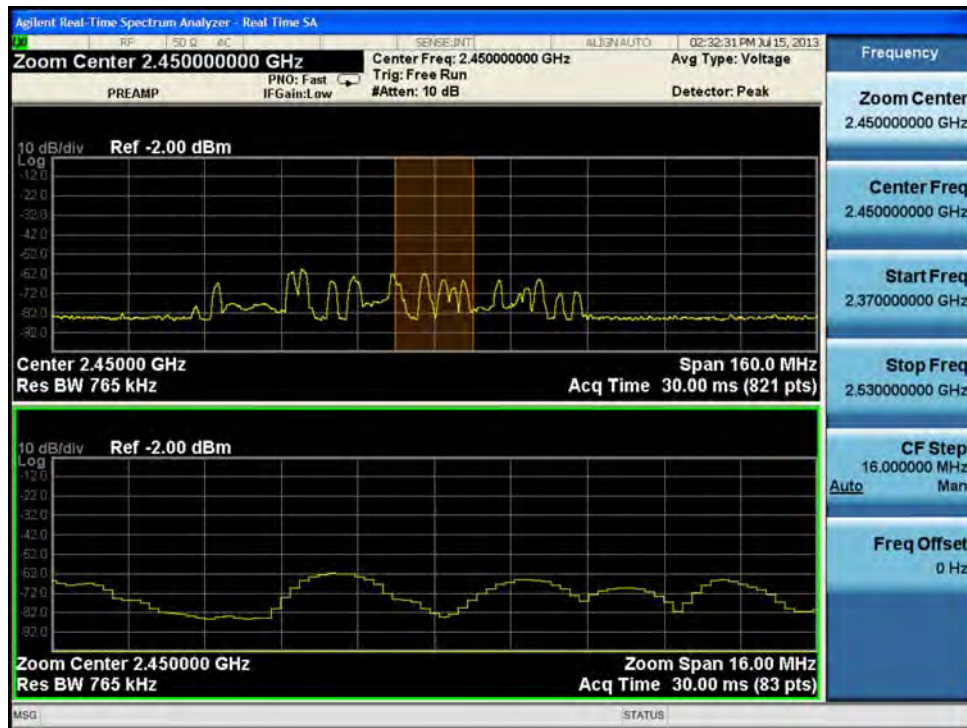 Agilent Real-Time Spectrum Analyzer - Real Time SA
RF 50 Ω AC SENSE:INT ALIGN AUTO 02:32:31 PM Jul 15, 2013
Zoom Center 2.450000000 GHz
PREAMP
PNO: Fast
IFGain:Low
Center Freq: 2.450000000 GHz
Trig: Free Run
#Atten: 10 dB
Avg Type: Voltage
Detector: Peak
10 dB/div Ref -2.00 dBm
Log
-12.0
-22.0
-32.0
-42.0
-52.0
-62.0
-72.0
-82.0
-92.0
Center 2.45000 GHz Span 160.0 MHz
Res BW 765 kHz Acq Time 30.00 ms (821 pts)
10 dB/div Ref -2.00 dBm
Log
-12.0
-22.0
-32.0
-42.0
-52.0
-62.0
-72.0
-82.0
-92.0
Zoom Center 2.450000 GHz Zoom Span 16.00 MHz
Res BW 765 kHz Acq Time 30.00 ms (83 pts)
MSG STATUS
Frequency
Zoom Center
2.450000000 GHz
Center Freq
2.450000000 GHz
Start Freq
2.370000000 GHz
Stop Freq
2.530000000 GHz
CF Step
16.000000 MHz
Auto Man
Freq Offset
0 Hz